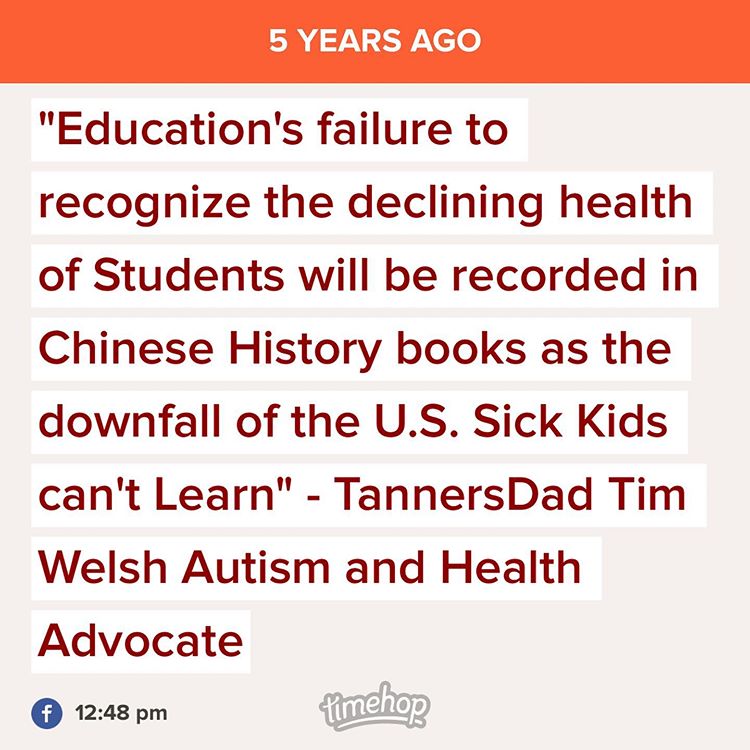 5 YEARS AGO
"Education's failure to
recognize the declining health
of Students will be recorded in
Chinese History books as the
downfall of the U.S. Sick Kids
can't Learn" - TannersDad Tim
Welsh Autism and Health
Advocate
f 12:48 pm
timehop